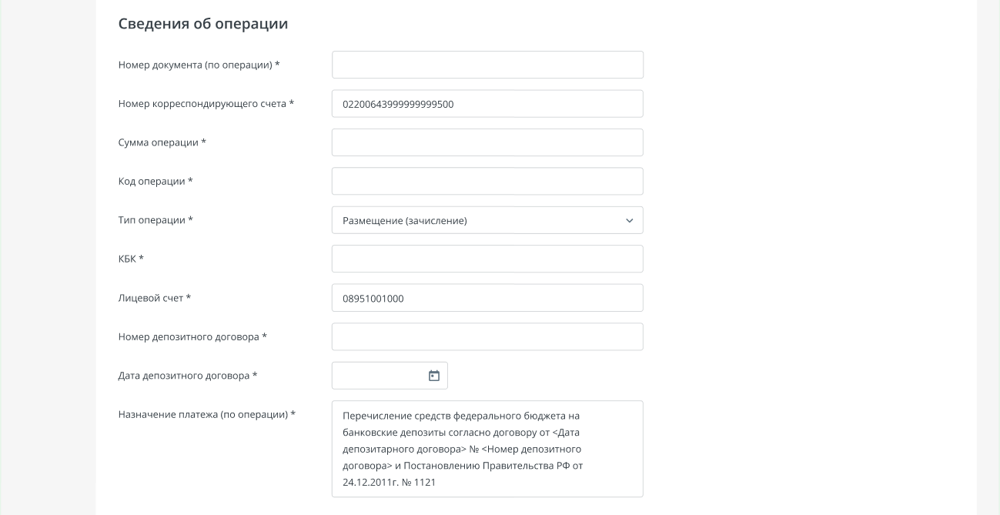 Сведения об операции
Номер документа (по операции) *
Номер корреспондирующего счета *
02200643999999999500
Сумма операции *
Код операции *
Тип операции *
Размещение (зачисление)
КБК *
Лицевой счет *
08951001000
Номер депозитного договора *
Дата депозитного договора *
Назначение платежа (по операции) *
Перечисление средств федерального бюджета на
банковские депозиты согласно договору от <Дата
депозитарного договора> № <Номер депозитного
договора> и Постановлению Правительства РФ от
24.12.2011г. № 1121